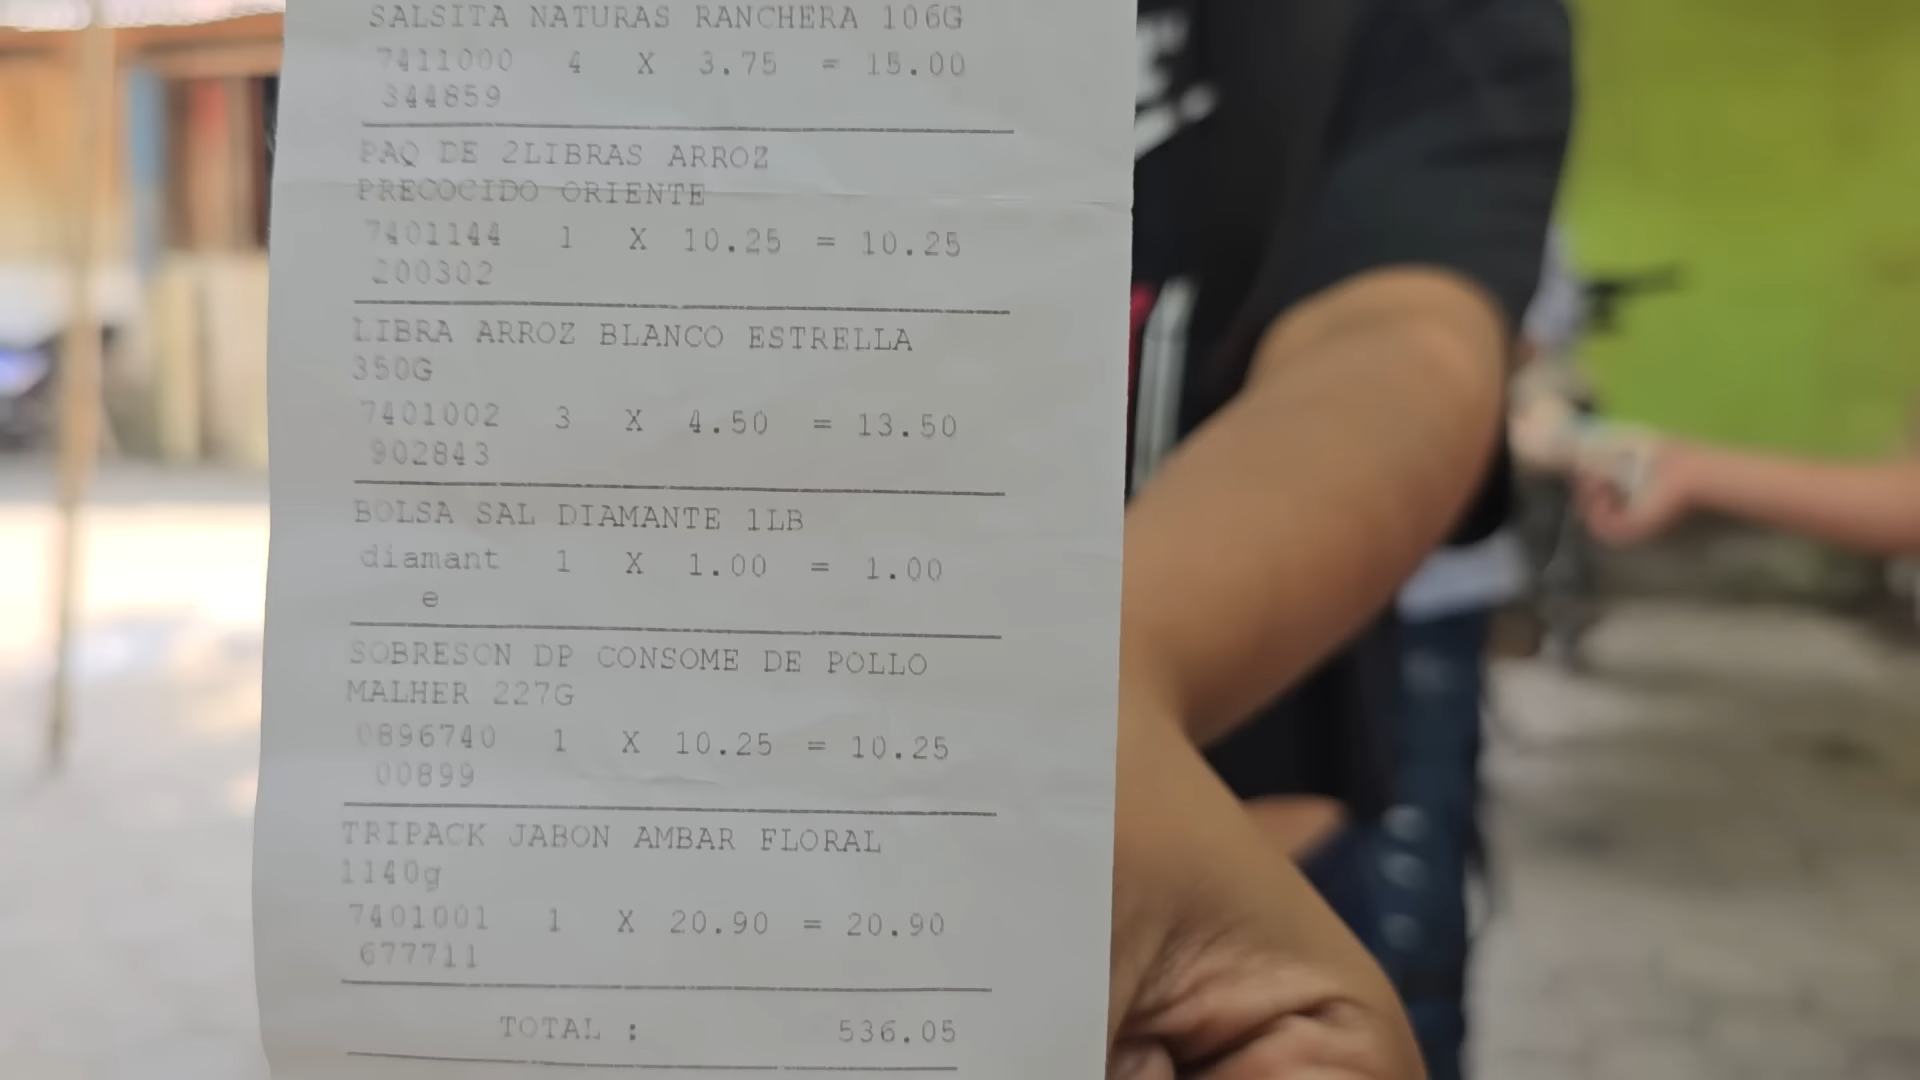 SALSITA NATURAS RANCHERA 106G
7411000 4 X 3.75 = 15.00
344859
PAQ DE 2LIBRAS ARROZ
PRECOCIDO ORIENTE
7401144 1 X 10.25 = 10.25
200302
LIBRA ARROZ BLANCO ESTRELLA
350G
7401002 3 X 4.50 = 13.50
902843
BOLSA SAL DIAMANTE 1LB
diamant 1 X 1.00 = 1.00
e
SOBRESON DP CONSOME DE POLLO
MALHER 227G
0896740 1 X 10.25 = 10.25
00899
TRIPACK JABON AMBAR FLORAL
1140g
7401001 1 X 20.90 = 20.90
677711
TOTAL : 536.05